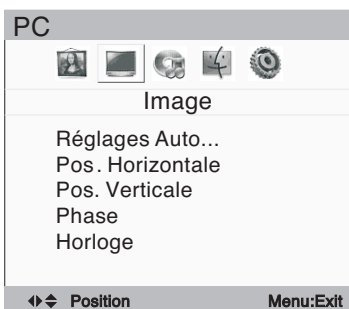 PC
Image
Réglages Auto...
Pos. Horizontale
Pos. Verticale
Phase
Horloge
Position Menu:Exit